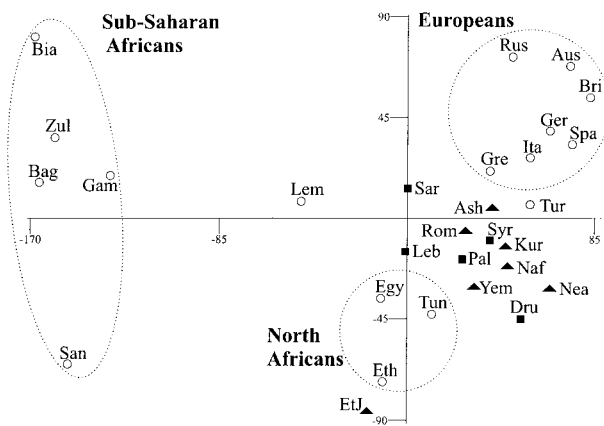 90
Sub-Saharan
Africans
Europeans
Bia
Rus
Aus
Bri
45
Zul
Ger
Spa
Ita
Bag
Gam
Gre
Lem
Sar
Ash
Tur
-170
-85
85
Rom
Syr
Leb
Kur
Pal
Naf
Egy
Yem
Nea
Tun
Dru
-45
North
Africans
San
Eth
EtJ
-90